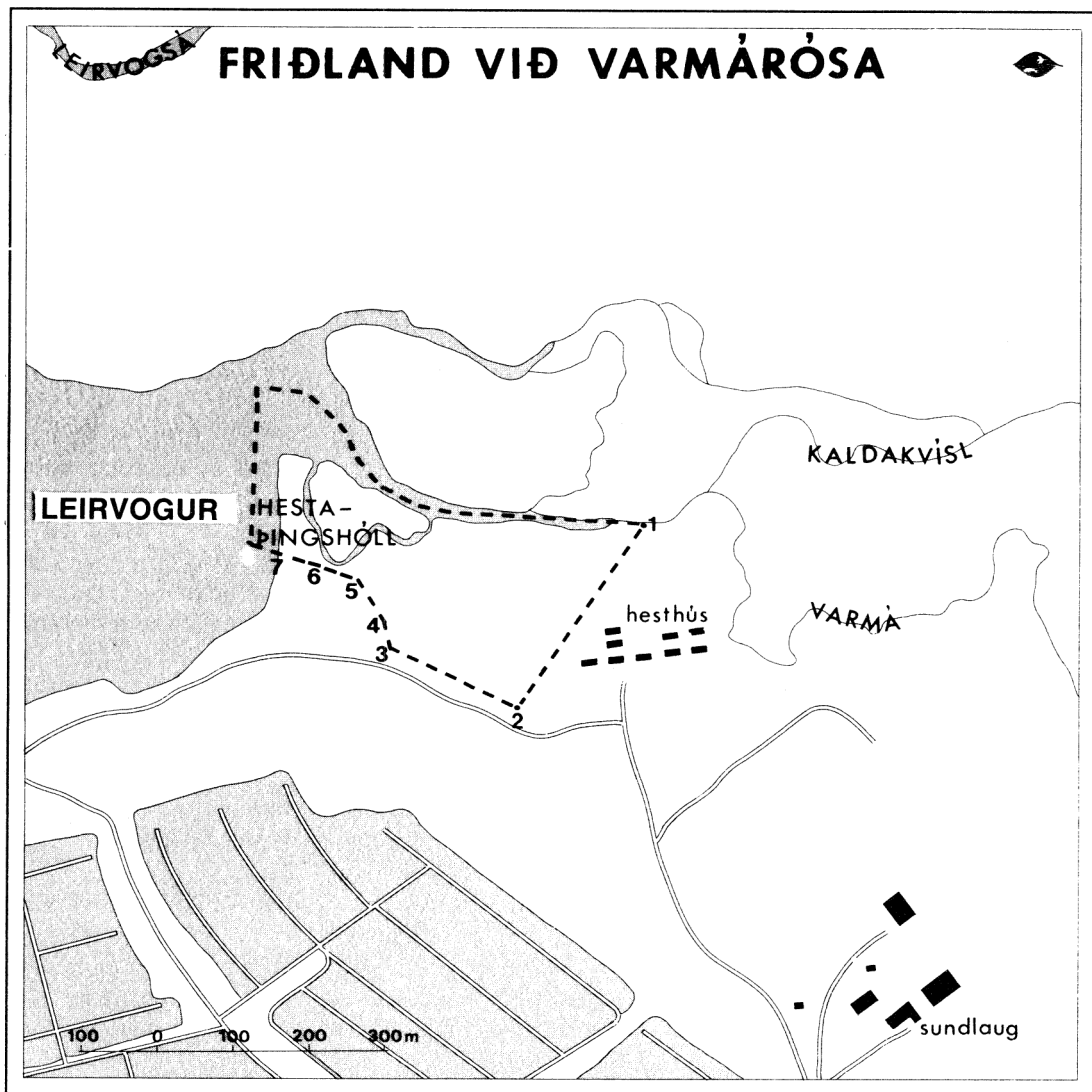 LEIRVOGSÁ
FRIÐLAND VIÐ VARMÁRÓSA
KALDAKVÍSL
LEIRVOGUR
HESTA-
ÞINGSHÓLL
1
7
6
5
hesthús
VARMÁ
4
3
2
100 0 100 200 300m
sundlaug